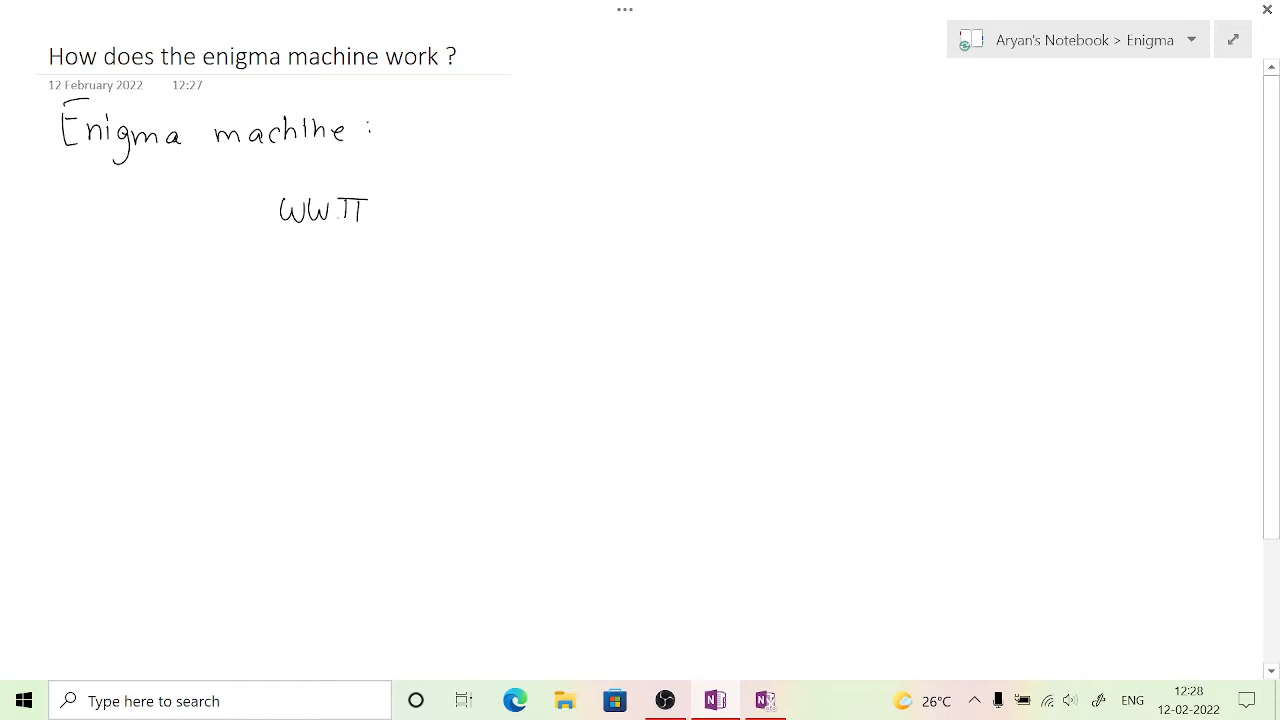 How does the enigma machine work ?
Aryan's Notebook > Enigma
12 February 2022 12:27
Enigma machine :
WW.II
Type here to search
26°C
ENG
12:28
12-02-2022